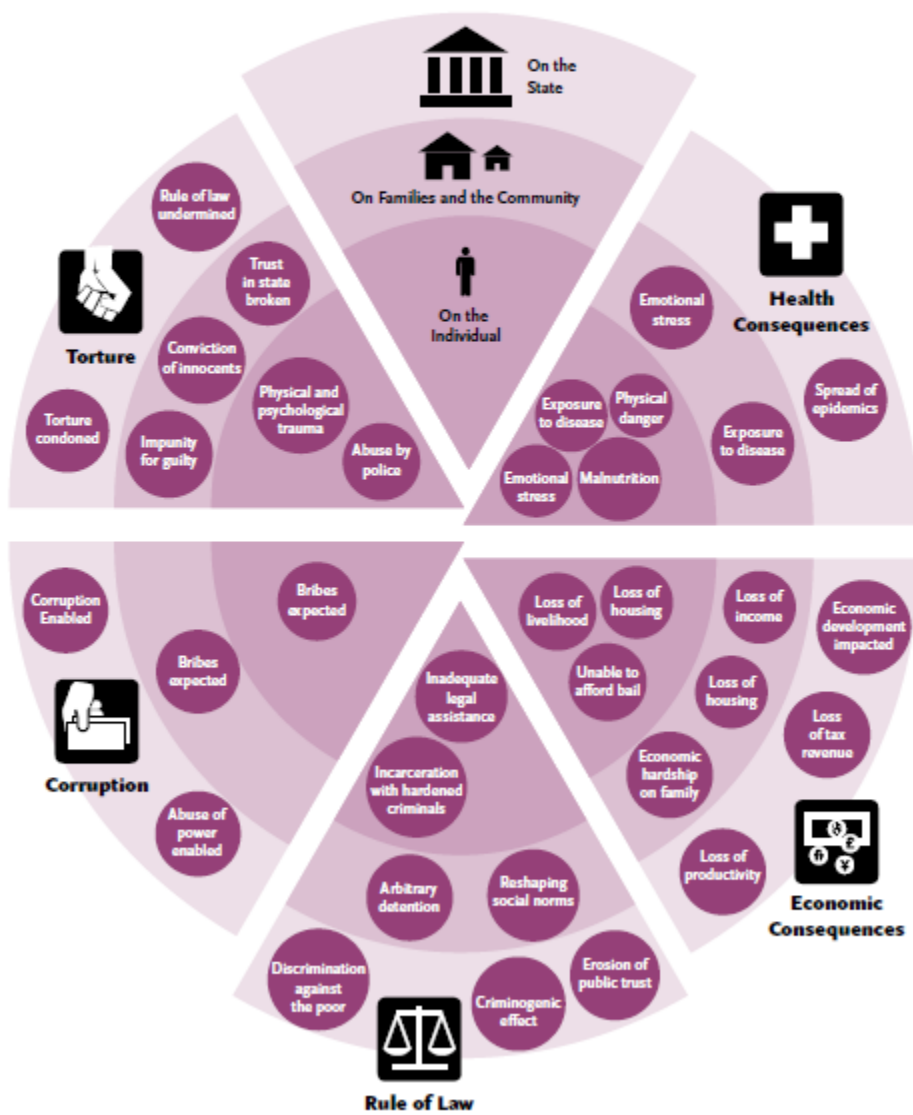 On the
State
On Families and the Community
On the
Individual
Rule of law
undermined
Trust
in state
broken
Torture
Conviction
of innocents
Physical and
psychological
trauma
Torture
condoned
Impunity
for guilty
Abuse by
police
Health
Consequences
Emotional
stress
Spread of
epidemics
Physical
danger
Exposure
to disease
Exposure
to disease
Emotional
stress
Malnutrition
Corruption
Enabled
Bribes
expected
Bribes
expected
Corruption
Abuse of
power
enabled
Inadequate
legal
assistance
Incarceration
with hardened
criminals
Arbitrary
detention
Reshaping
social norms
Discrimination
against
the poor
Criminogenic
effect
Erosion of
public trust
Rule of Law
Loss of
livelihood
Loss of
housing
Loss of
income
Economic
development
impacted
Unable to
afford bail
Loss of
housing
Loss
of tax
revenue
Economic
hardship
on family
Loss of
productivity
Economic
Consequences